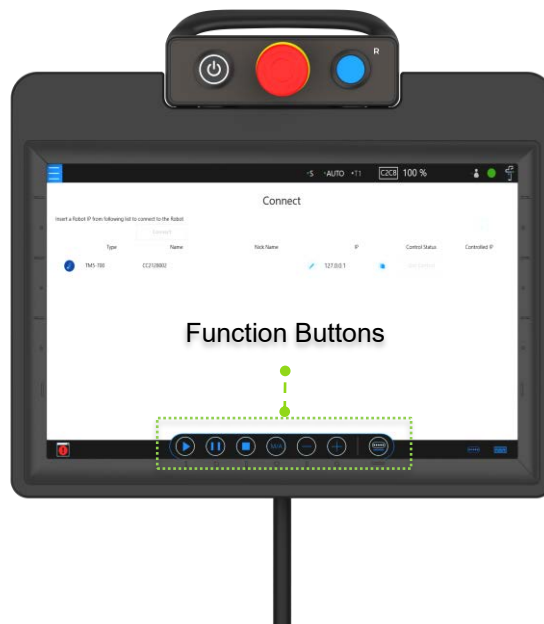 R
-S -AUTO •T1 C2CB 100 %
Connect
Insert a Robot IP from following list to connect to the Robot
Connect
Type Name Nick Name IP Control Status Controlled IP
TM5-700 127.0.0.1
Function Buttons
M/A